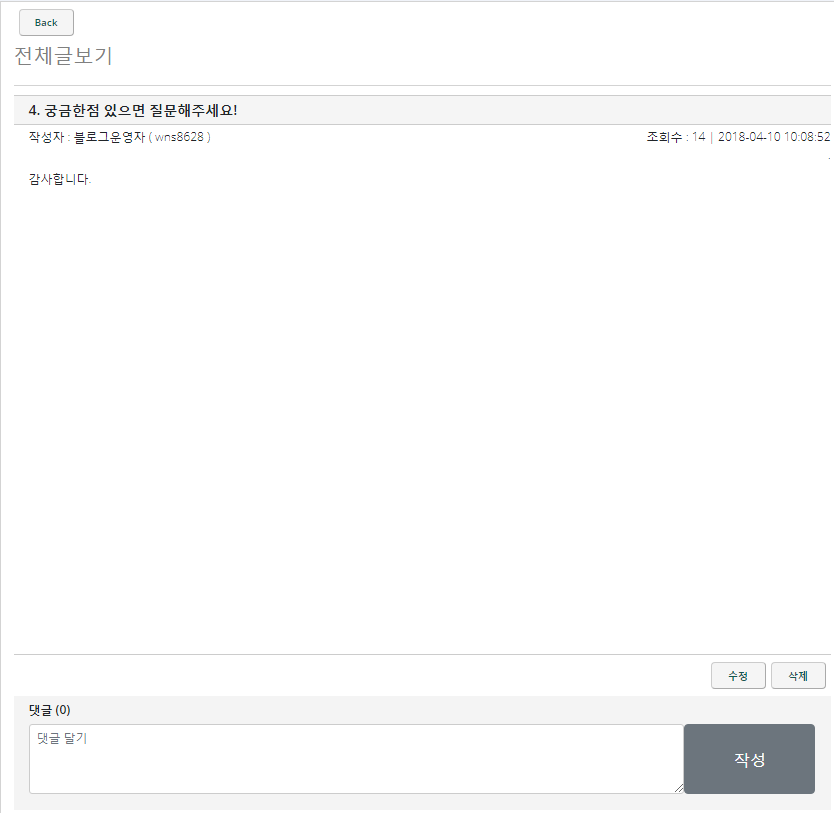 Back
전체글보기
4. 궁금한점 있으면 질문해주세요!
작성자 : 블로그운영자 ( wns8628 )
조회수 : 14 | 2018-04-10 10:08:52
감사합니다.
수정
삭제
댓글 (0)
댓글 달기
작성